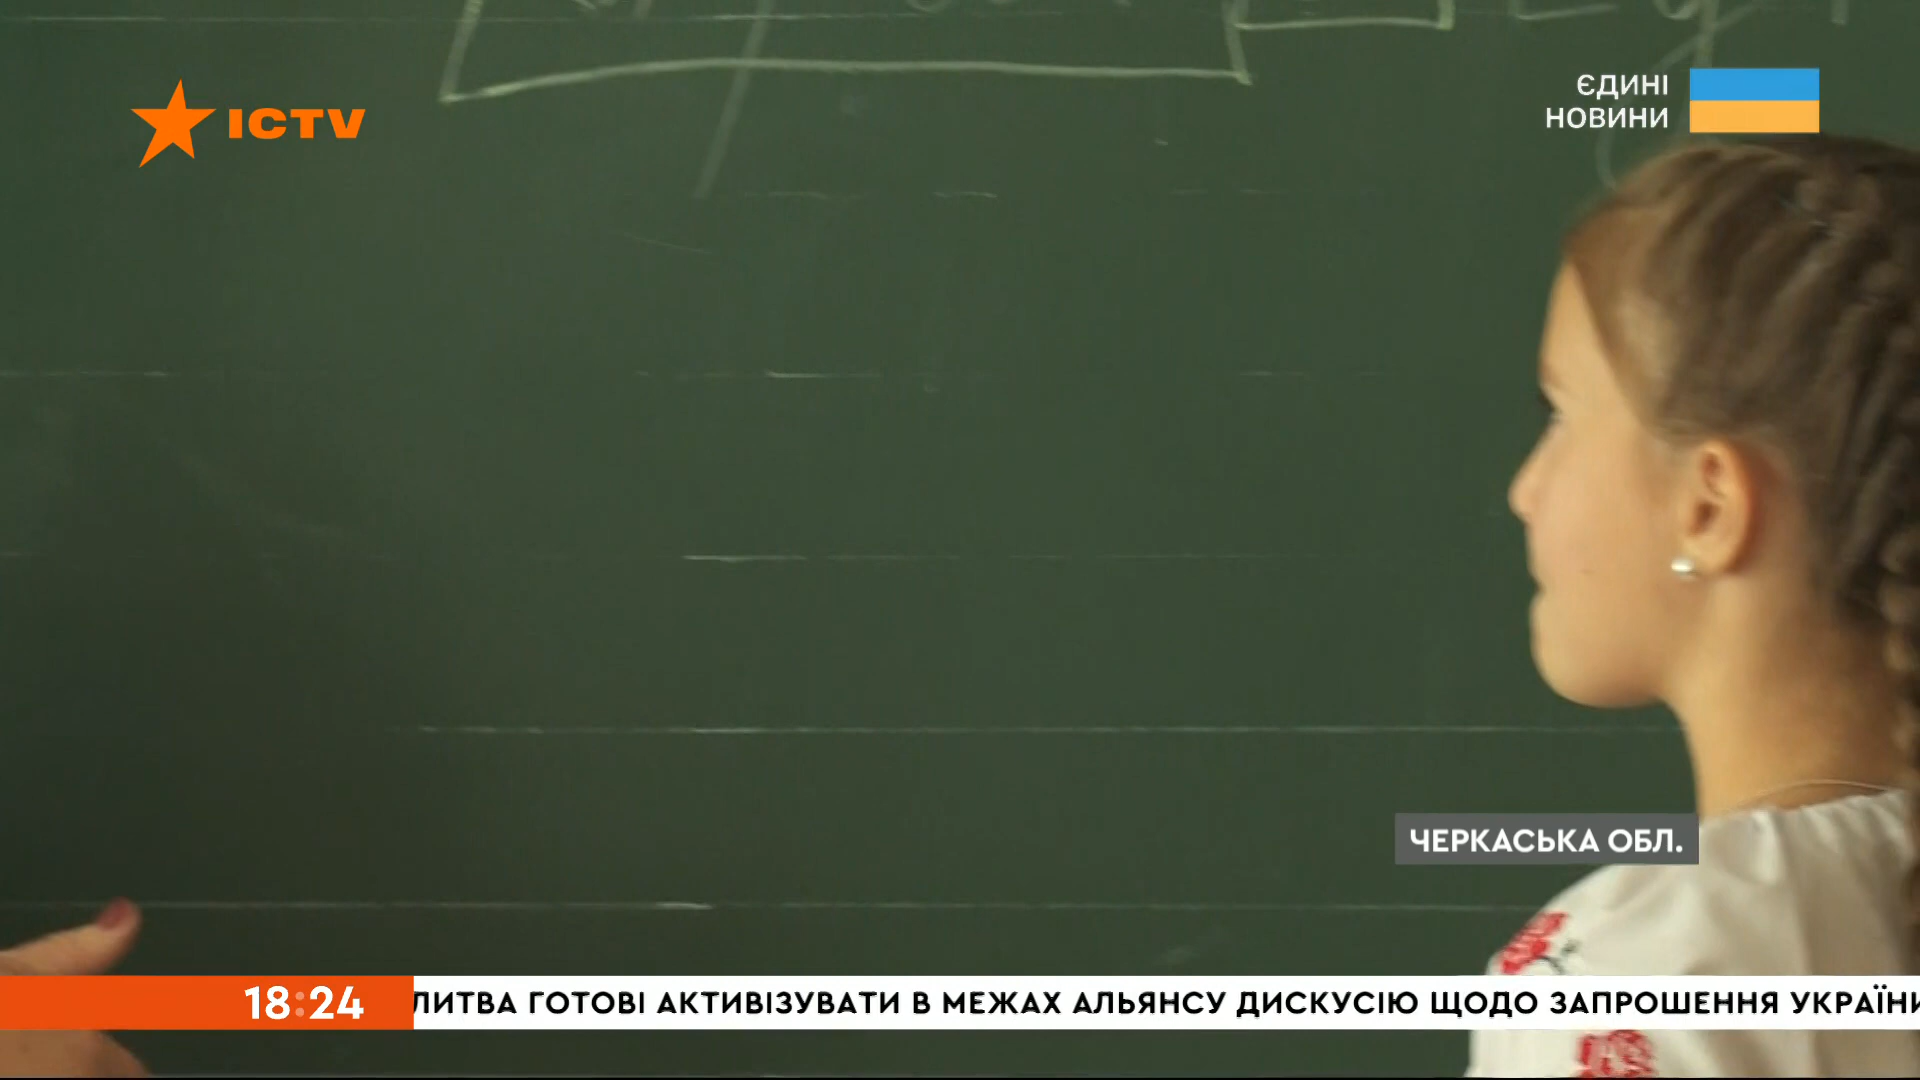 ICTV
ЄДИНІ
НОВИНИ
ЧЕРКАСЬКА ОБЛ.
18:24
ЛИТВА ГОТОВІ АКТИВІЗУВАТИ В МЕЖАХ АЛЬЯНСУ ДИСКУСІЮ ЩОДО ЗАПРОШЕННЯ УКРАЇНИ